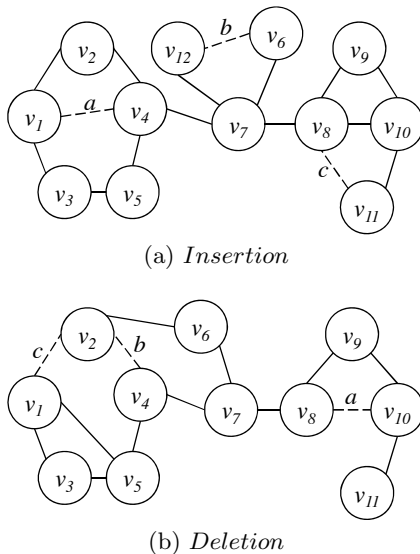 b
v12
v6
v2
v9
a
v1
v4
v7
v8
v10
c
v3
v5
v11
(a) Insertion
v2
v6
c
b
v9
v1
v4
a
v7
v8
v10
v3
v5
v11
(b) Deletion